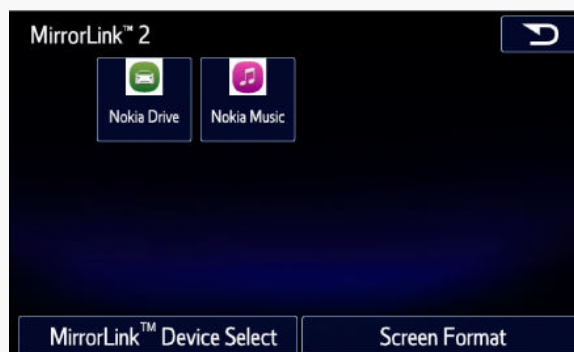 MirrorLink™ 2
Nokia Drive Nokia Music
MirrorLink™ Device Select Screen Format